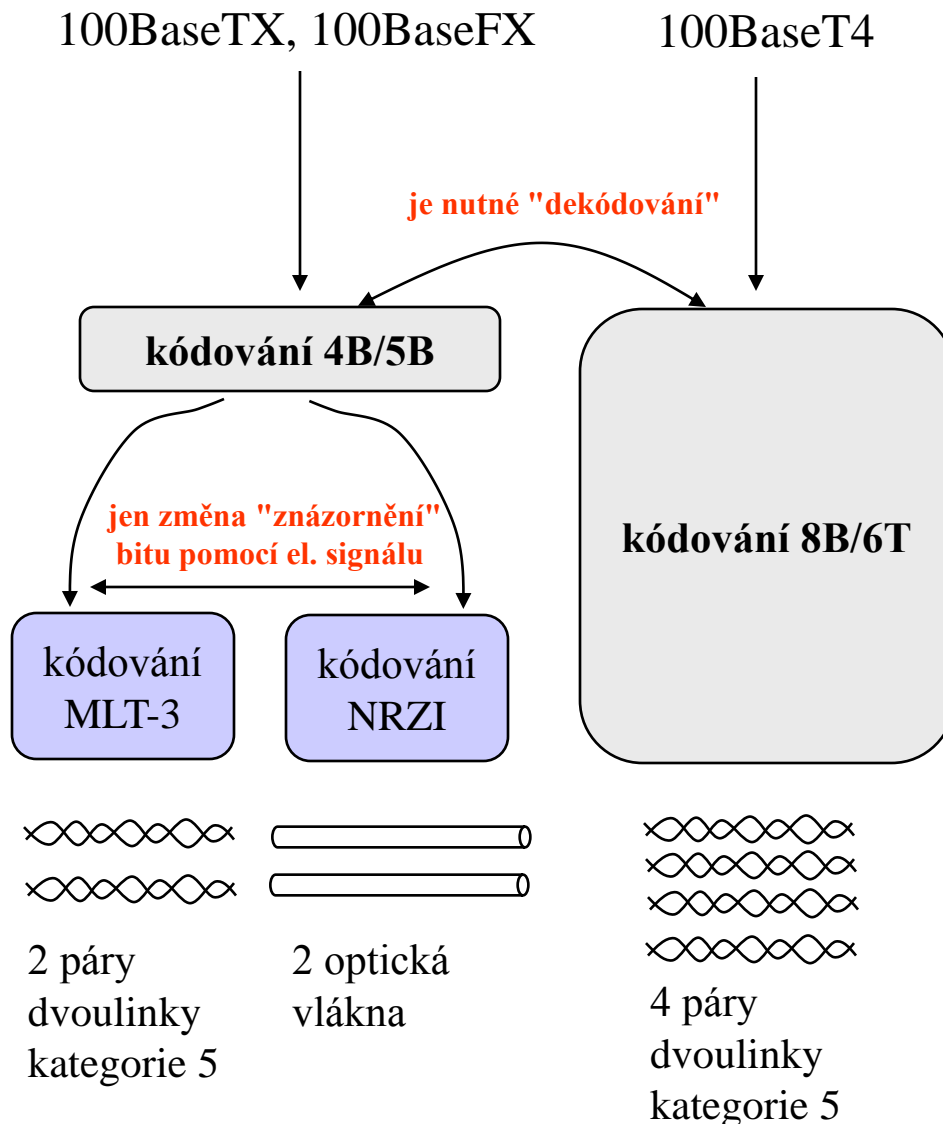 100BaseTX, 100BaseFX
100BaseT4
je nutné "dekódování"
kódování 4B/5B
jen změna "znázornění"
bitu pomocí el. signálu
kódování 8B/6T
kódování
MLT-3
kódování
NRZI
2 páry
dvoulinky
kategorie 5
2 optická
vlákna
4 páry
dvoulinky
kategorie 5